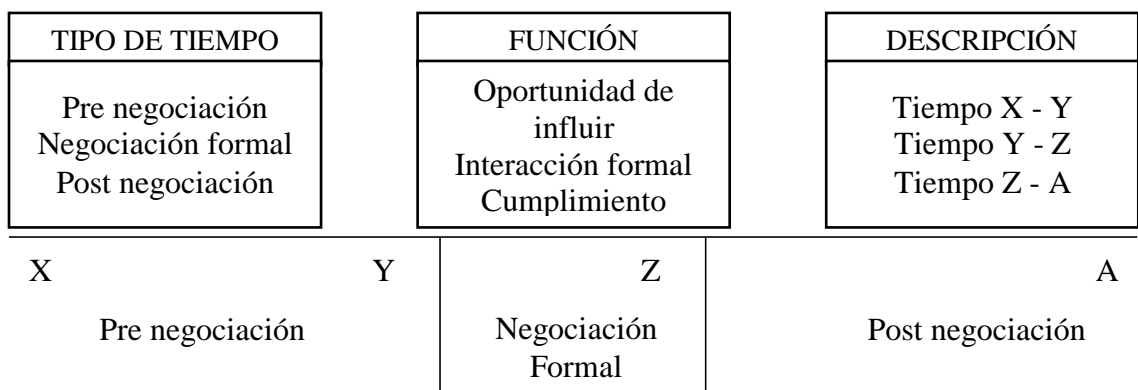 TIPO DE TIEMPO
Pre negociación
Negociación formal
Post negociación
FUNCIÓN
Oportunidad de
influir
Interacción formal
Cumplimiento
DESCRIPCIÓN
Tiempo X - Y
Tiempo Y - Z
Tiempo Z - A
X Y Z A
Pre negociación
Negociación
Formal
Post negociación